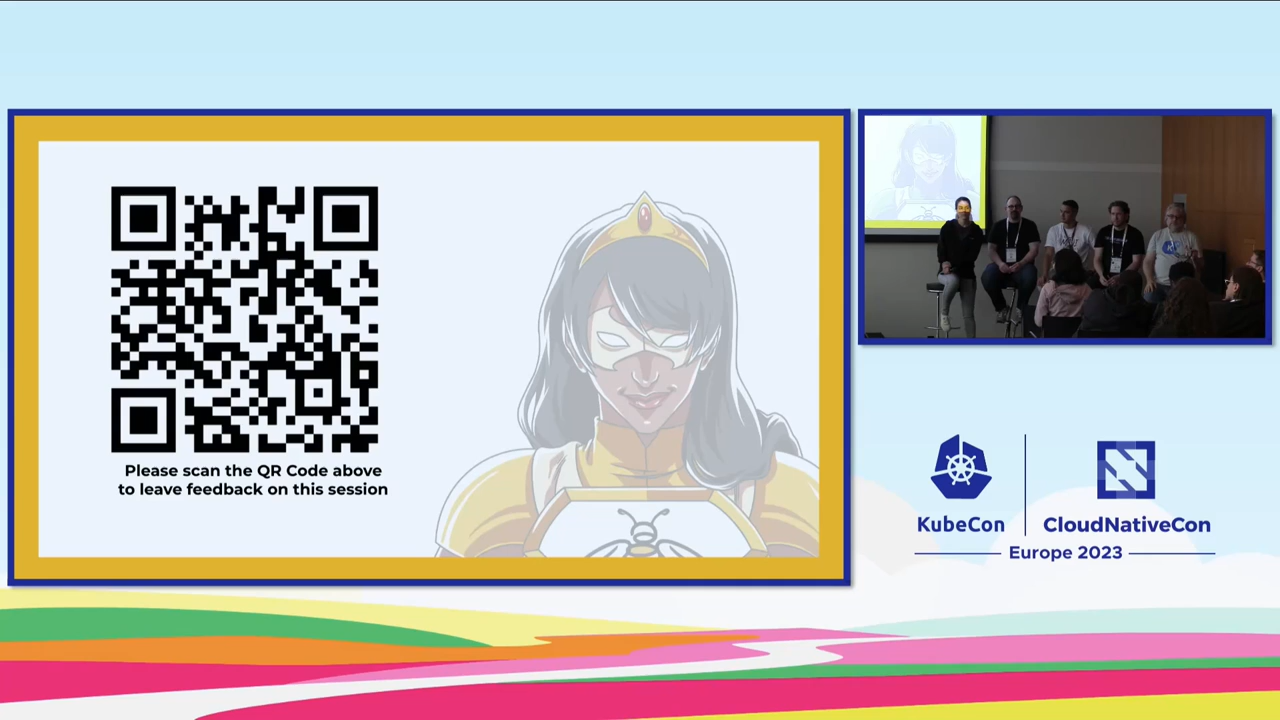 Please scan the QR Code above
to leave feedback on this session
KubeCon
CloudNativeCon
Europe 2023